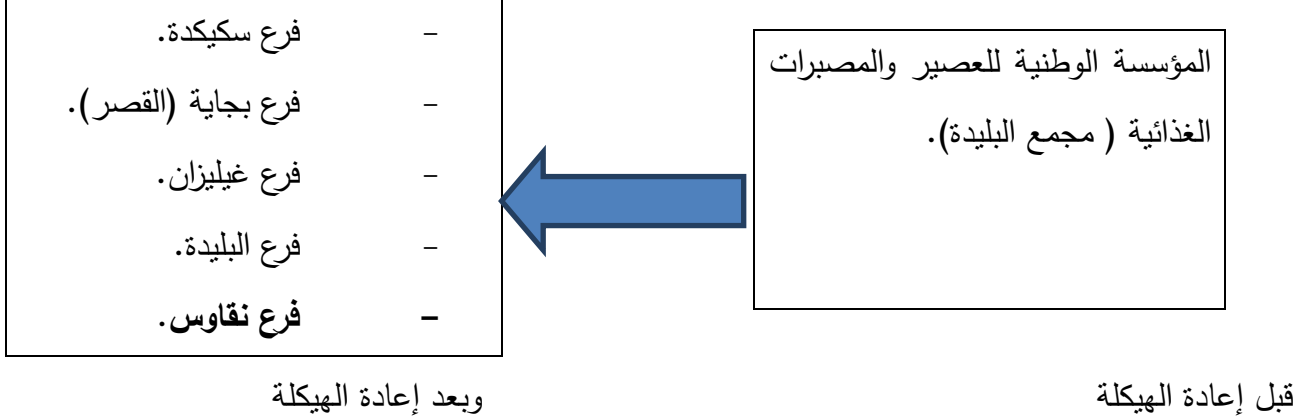 المؤسسة الوطنية للعصير والمصبرات
الغذائية ( مجمع البليدة).
قبل إعادة الهيكلة
- فرع سكيكدة.
- فرع بجاية (القصر).
- فرع غيليزان.
- فرع البليدة.
- فرع نقاوس.
وبعد إعادة الهيكلة